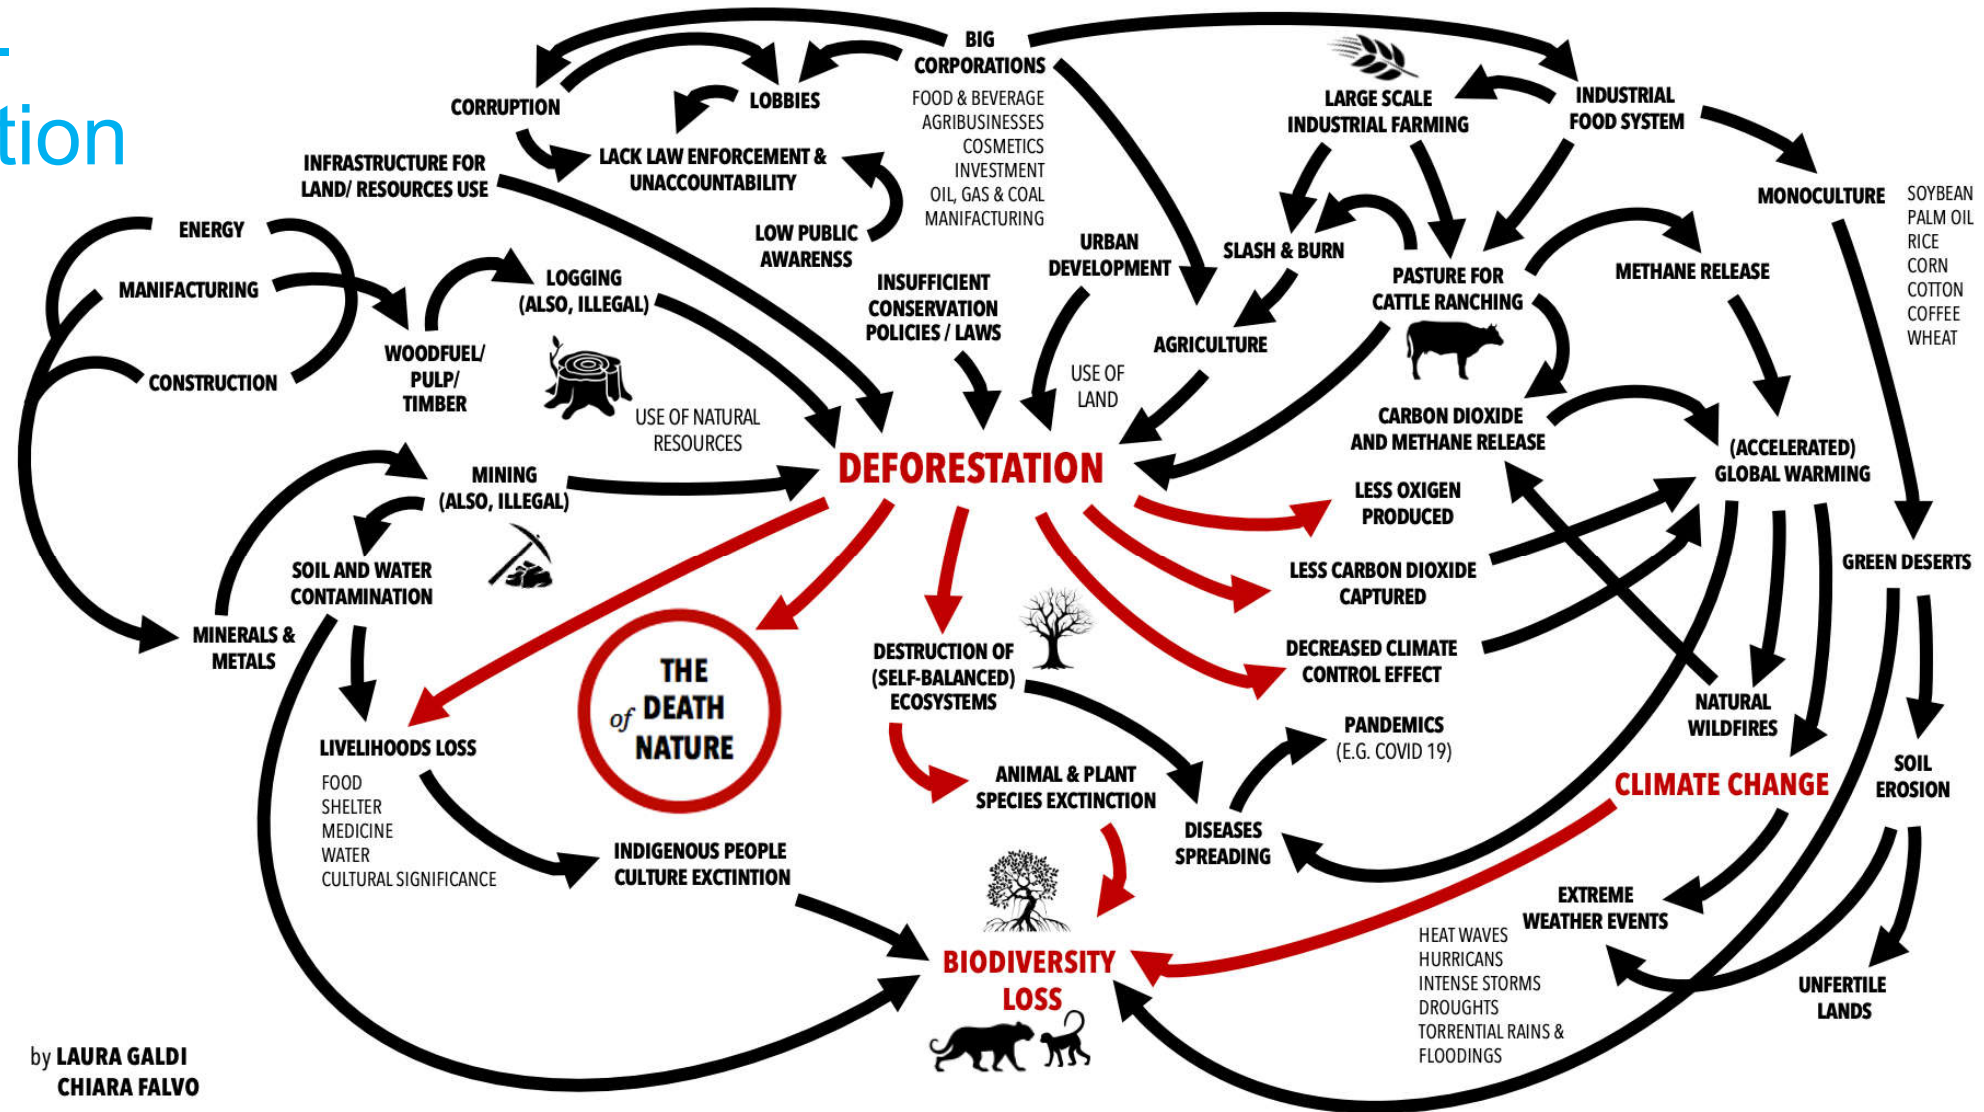 tion
BIG
CORPORATIONS
FOOD & BEVERAGE
AGRIBUSINESSES
COSMETICS
INVESTMENT
OIL, GAS & COAL
MANIFACTURING
CORRUPTION
LOBBIES
LACK LAW ENFORCEMENT &
UNACCOUNTABILITY
LOW PUBLIC
AWARENSS
INFRASTRUCTURE FOR
LAND/ RESOURCES USE
LARGE SCALE
INDUSTRIAL FARMING
INDUSTRIAL
FOOD SYSTEM
MONOCULTURE
SOYBEAN
PALM OIL
RICE
CORN
COTTON
COFFEE
WHEAT
ENERGY
MANIFACTURING
CONSTRUCTION
WOODFUEL/
PULP/
TIMBER
LOGGING
(ALSO, ILLEGAL)
USE OF NATURAL
RESOURCES
INSUFFICIENT
CONSERVATION
POLICIES / LAWS
URBAN
DEVELOPMENT
USE OF
LAND
SLASH & BURN
AGRICULTURE
PASTURE FOR
CATTLE RANCHING
METHANE RELEASE
CARBON DIOXIDE
AND METHANE RELEASE
(ACCELERATED)
GLOBAL WARMING
MINING
(ALSO, ILLEGAL)
DEFORESTATION
LESS OXIGEN
PRODUCED
LESS CARBON DIOXIDE
CAPTURED
DECREASED CLIMATE
CONTROL EFFECT
GREEN DESERTS
SOIL AND WATER
CONTAMINATION
MINERALS &
METALS
THE
of DEATH
NATURE
DESTRUCTION OF
(SELF-BALANCED)
ECOSYSTEMS
PANDEMICS
(E.G. COVID 19)
NATURAL
WILDFIRES
CLIMATE CHANGE
SOIL
EROSION
LIVELIHOODS LOSS
FOOD
SHELTER
MEDICINE
WATER
CULTURAL SIGNIFICANCE
ANIMAL & PLANT
SPECIES EXCTINCTION
DISEASES
SPREADING
INDIGENOUS PEOPLE
CULTURE EXCTINTION
EXTREME
WEATHER EVENTS
HEAT WAVES
HURRICANS
INTENSE STORMS
DROUGHTS
TORRENTIAL RAINS &
FLOODINGS
UNFERTILE
LANDS
BIODIVERSITY
LOSS
by LAURA GALDI
CHIARA FALVO